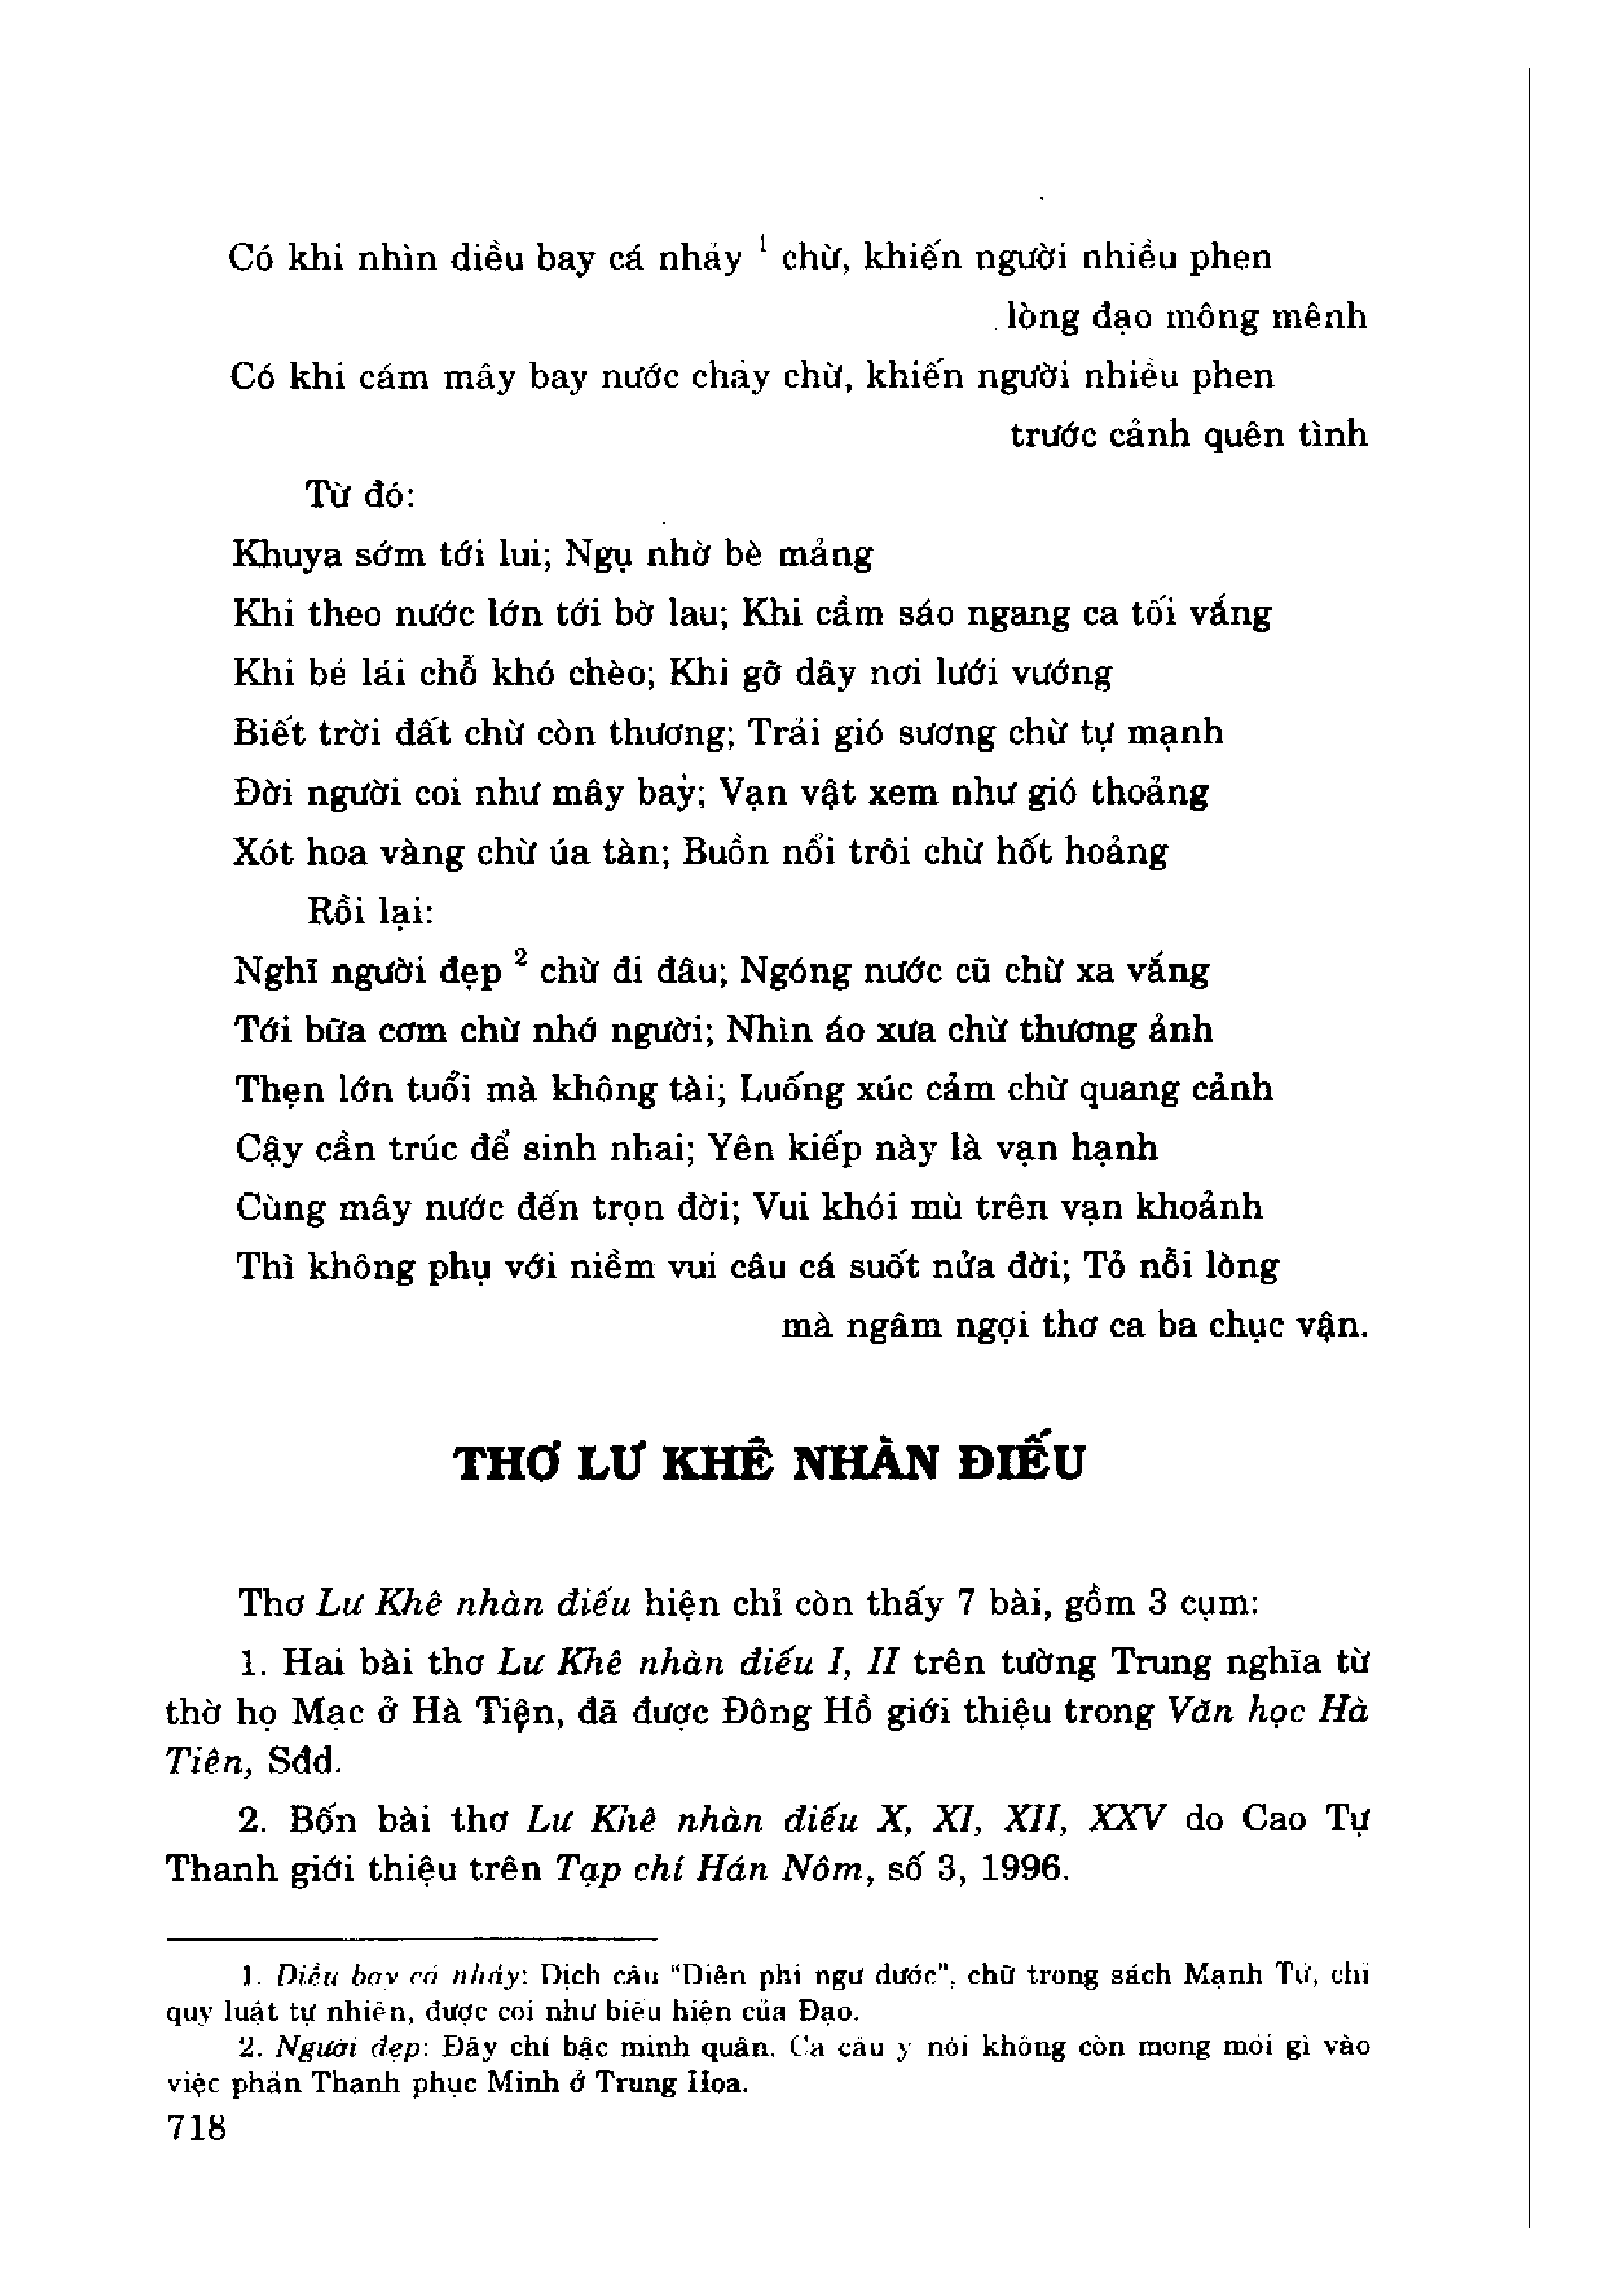 Có khi nhìn diều bay cá nhảy ¹ chừ, khiến người nhiều phen
lòng đạo mông mênh
Có khi cám mây bay nước chảy chừ, khiến người nhiều phen
trước cảnh quên tình
Từ đó:
Khuya sớm tới lui; Ngụ nhờ bè mảng
Khi theo nước lớn tới bờ lau; Khi cầm sáo ngang ca tối vắng
Khi bẻ lái chỗ khó chèo; Khi gỡ dây nơi lưới vướng
Biết trời đất chừ còn thương; Trải gió sương chừ tự mạnh
Đời người coi như mây bay; Vạn vật xem như gió thoảng
Xót hoa vàng chừ úa tàn; Buồn nổi trôi chừ hốt hoảng
Rồi lại:
Nghĩ người đẹp ² chừ đi đâu; Ngóng nước cũ chừ xa vắng
Tới bữa cơm chừ nhớ người; Nhìn áo xưa chừ thương ảnh
Thẹn lớn tuổi mà không tài; Luống xúc cảm chừ quang cảnh
Cậy cần trúc để sinh nhai; Yên kiếp này là vạn hạnh
Cùng mây nước đến trọn đời; Vui khói mù trên vạn khoảnh
Thì không phụ với niềm vui câu cá suốt nửa đời; Tỏ nỗi lòng
mà ngâm ngợi thơ ca ba chục vận.
THƠ LƯ KHÊ NHÀN ĐIẾU
Thơ Lư Khê nhàn điếu hiện chỉ còn thấy 7 bài, gồm 3 cụm:
1. Hai bài thơ Lư Khê nhàn điếu I, II trên tường Trung nghĩa từ
thờ họ Mạc ở Hà Tiện, đã được Đông Hồ giới thiệu trong Văn học Hà
Tiên, Sđd.
2. Bốn bài thơ Lư Khê nhàn điếu X, XI, XII, XXV do Cao Tự
Thanh giới thiệu trên Tạp chí Hán Nôm, số 3, 1996.
1. Diều bay cá nhảy: Dịch câu “Diên phi ngư dước”, chữ trong sách Mạnh Tử, chỉ
quy luật tự nhiên, được coi như biểu hiện của Đạo.
2. Người đẹp: Đây chỉ bậc minh quân. Cả câu ý nói không còn mong mỏi gì vào
việc phản Thanh phục Minh ở Trung Hoa.
718